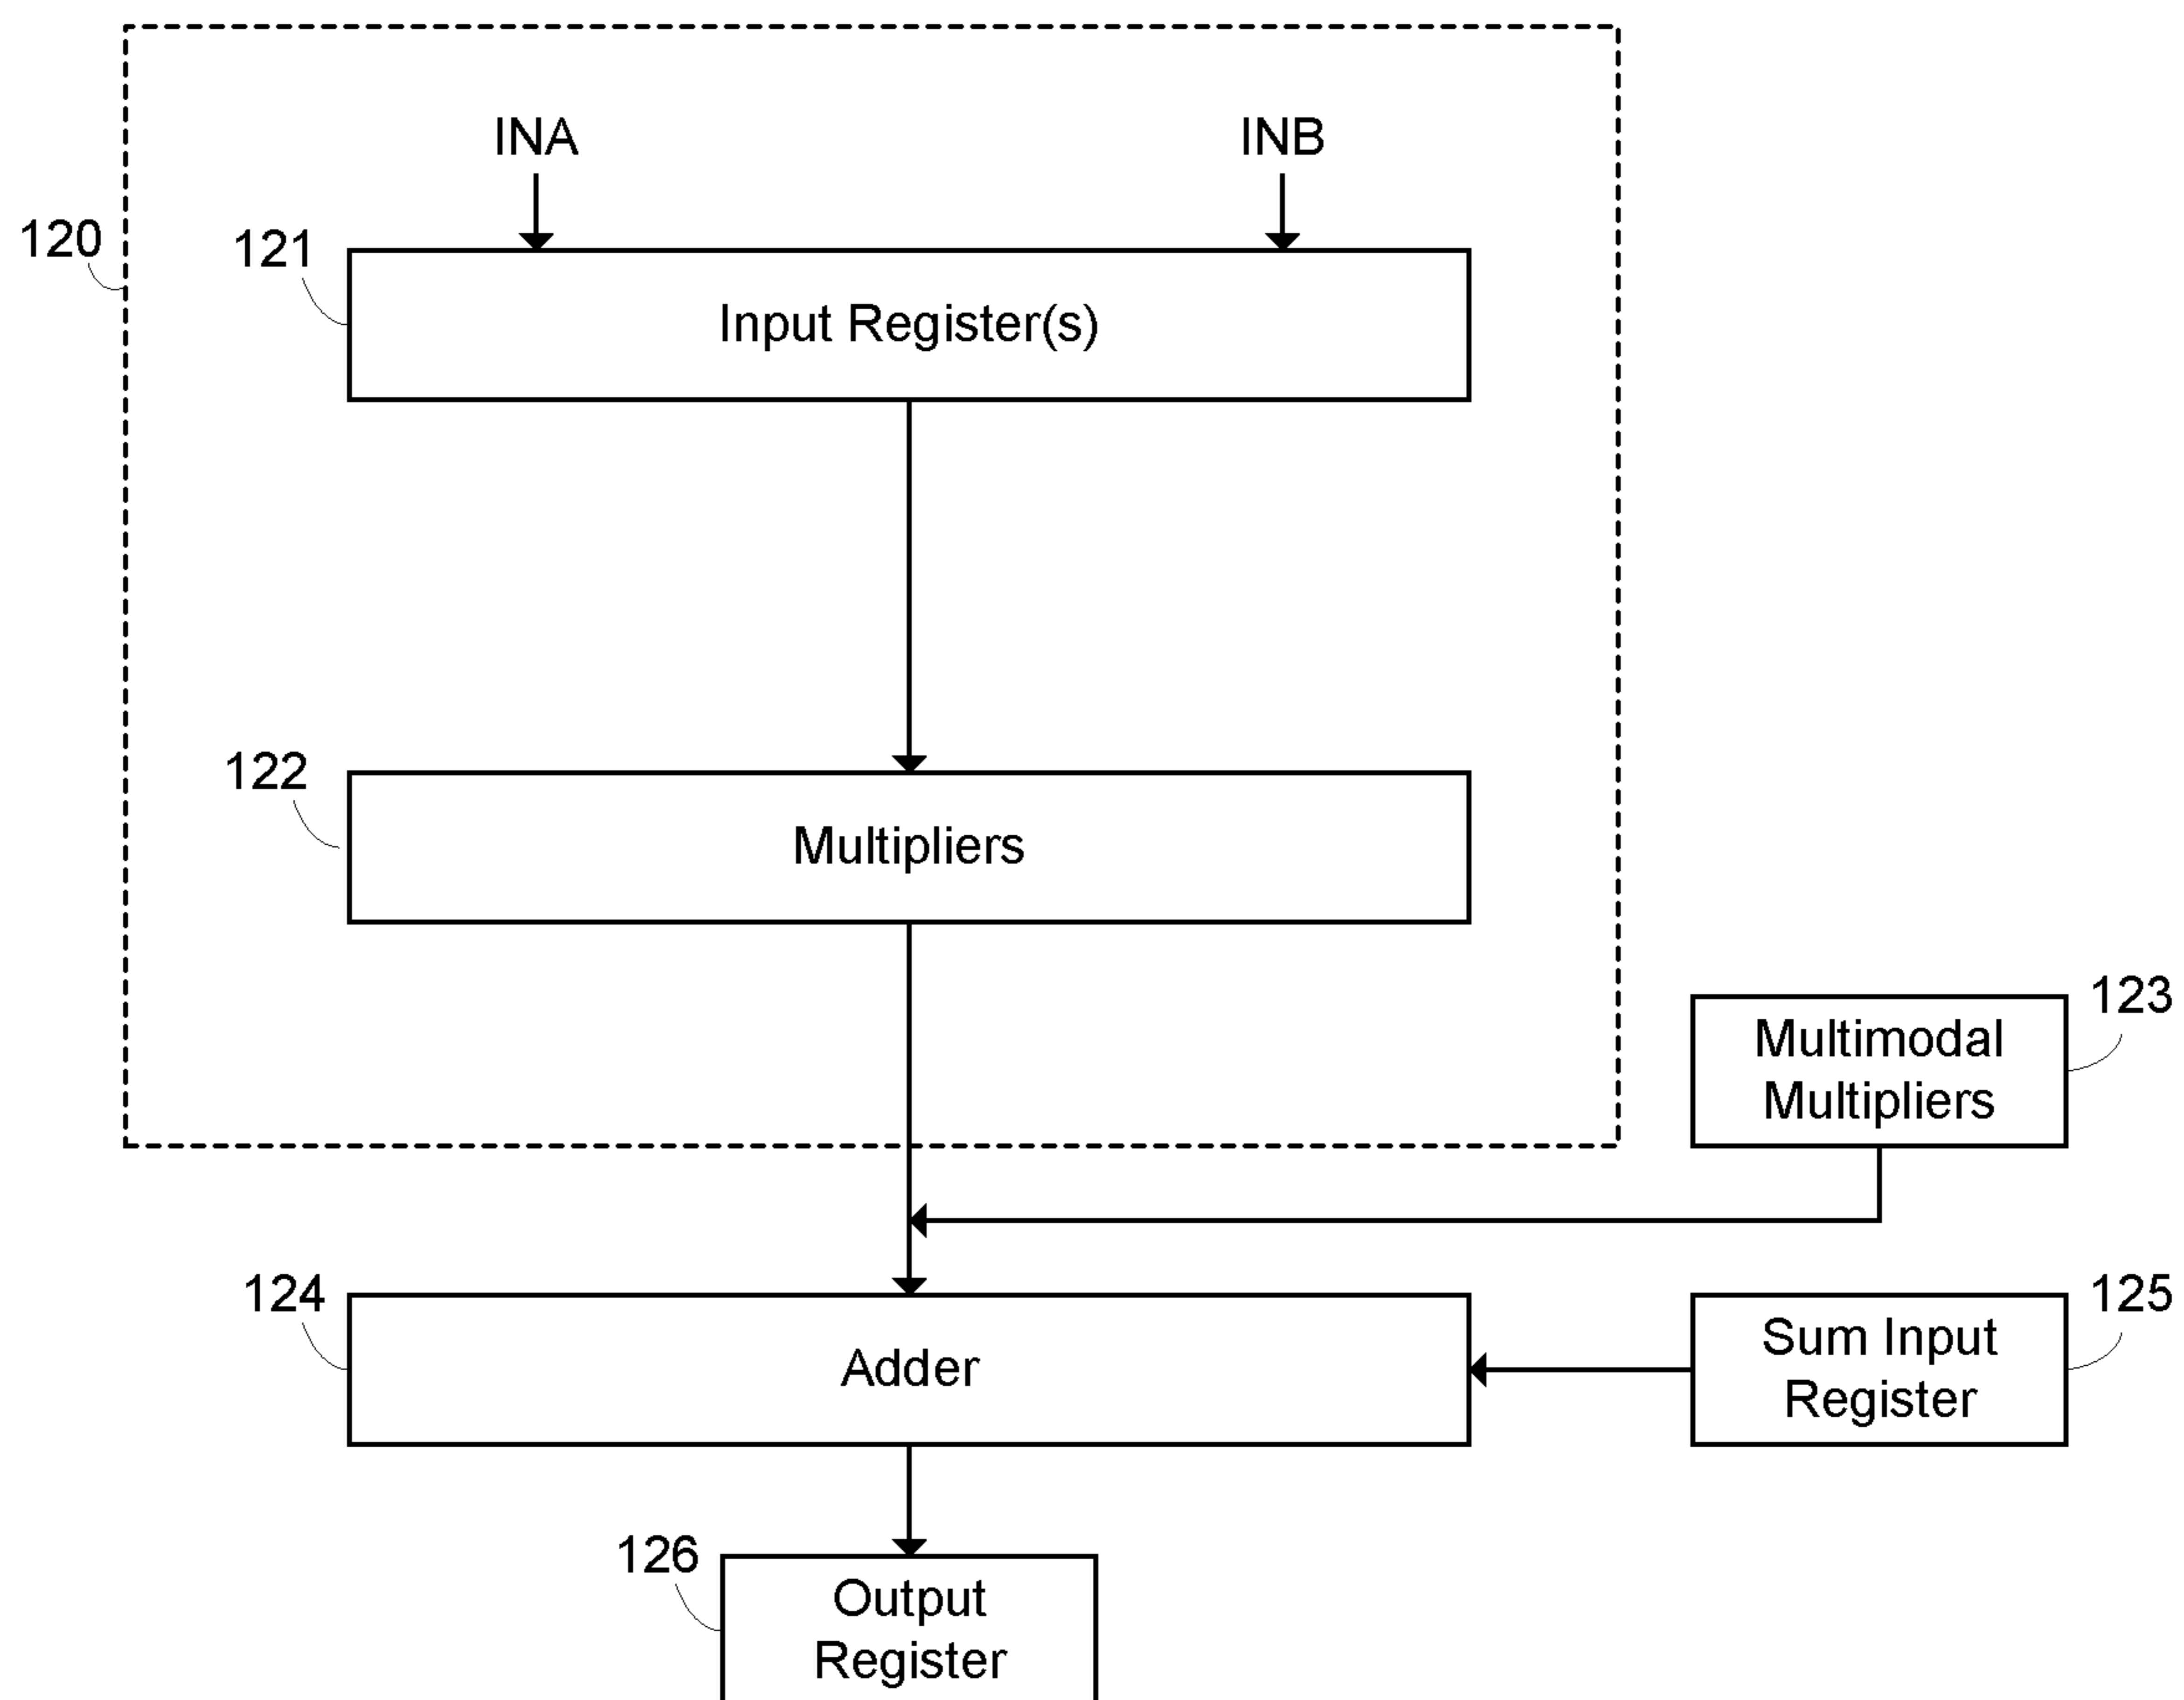 INA
INB
120
121
Input Register(s)
122
Multipliers
123
Multimodal
Multipliers
124
Adder
125
Sum Input
Register
126
Output
Register